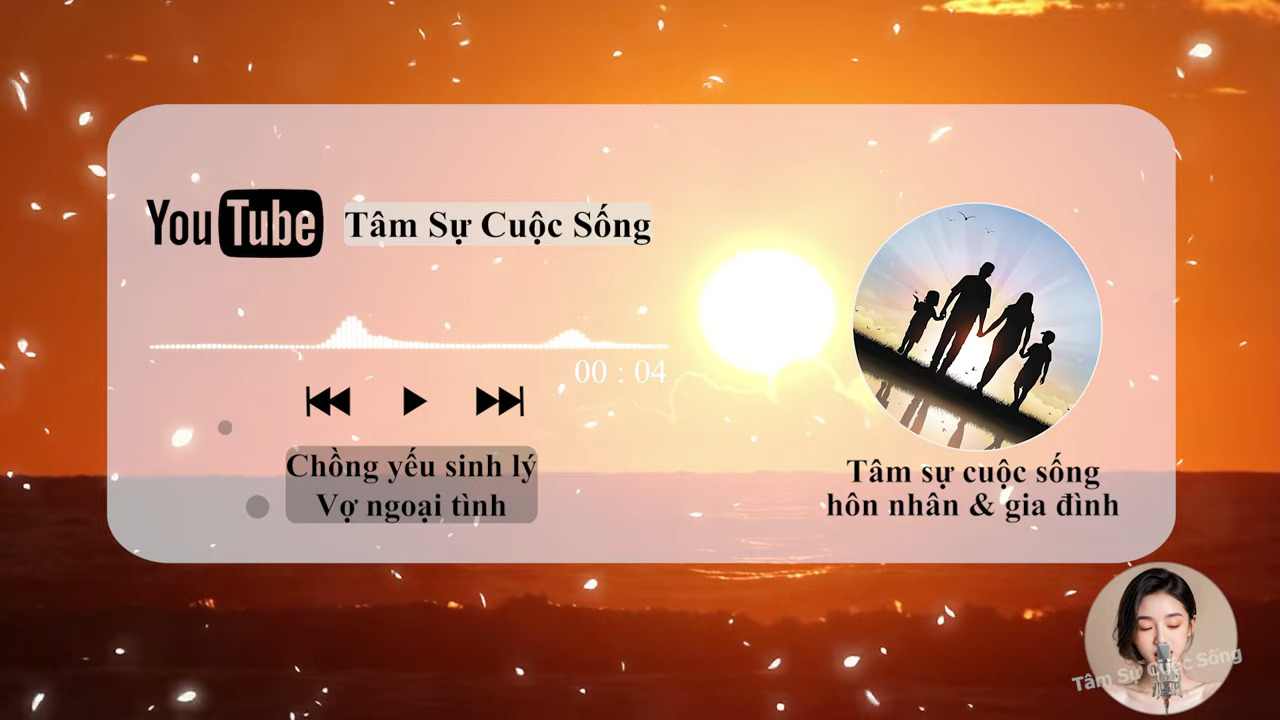 YouTube
Tâm Sự Cuộc Sống
00 : 04
Chồng yếu sinh lý
Vợ ngoại tình
Tâm sự cuộc sống
hôn nhân & gia đình
Tâm Sự Cuộc Sống